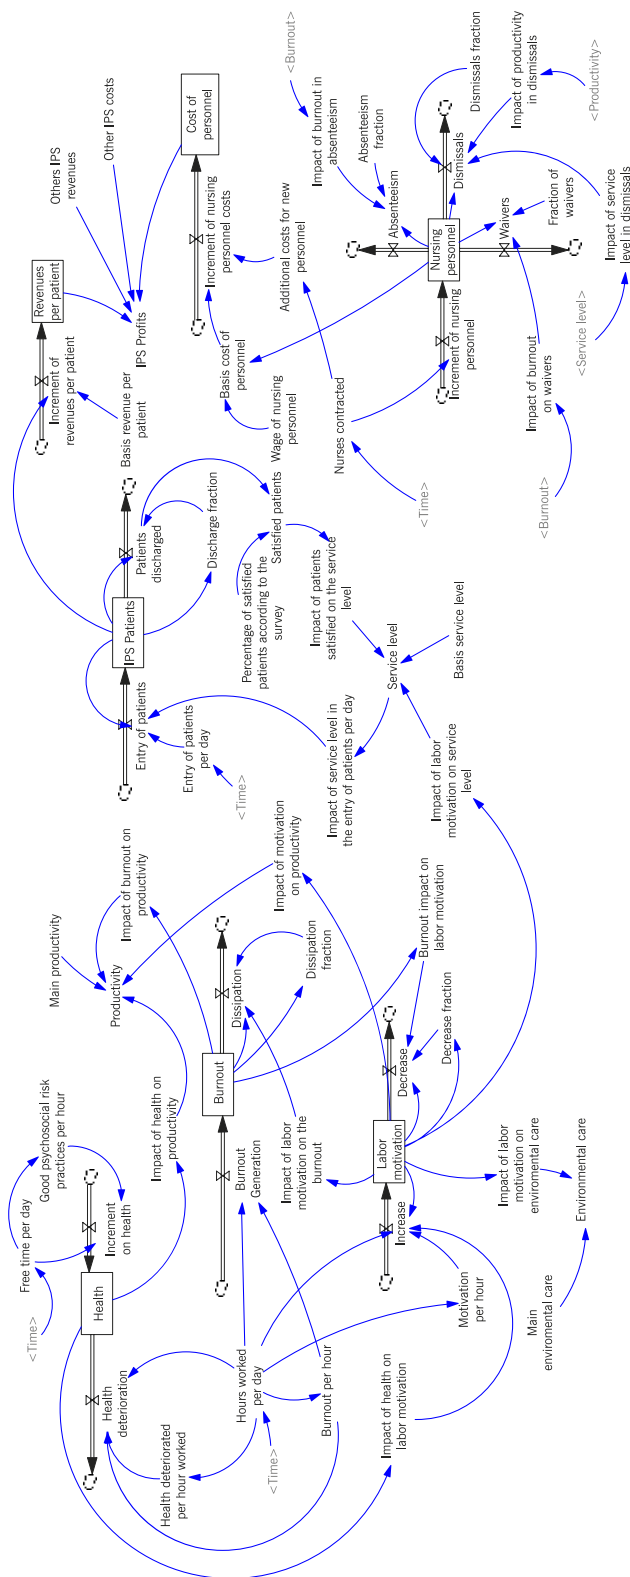 <Time>
Free time per day
Good psychosocial risk
practices per hour
Health
Increment
on health
Health
deterioration
Health deteriorated
per hour worked
Hours worked
per day
<Time>
Burnout per hour
Impact of health on
labor motivation
Impact of health on
productivity
Main productivity
Productivity
Impact of burnout on
productivity
Impact of motivation
on productivity
Burnout
Burnout
Generation
Dissipation
Dissipation
fraction
Impact of labor
motivation on the
burnout
Burnout impact on
labor motivation
Labor
motivation
Increase
Decrease
Decrease fraction
Motivation
per hour
Impact of labor
motivation on
enviromental care
Main
enviromental care
Environmental care
IPS Patients
Entry of patients
Entry of patients
per day
<Time>
Patients
discharged
Discharge fraction
Percentage of satisfied
patients according to the
survey
Satisfied patients
Impact of patients
satisfied on the service
level
Impact of service level in
the entry of patients per day
Service level
Basis service level
Impact of labor
motivation on service
level
Revenues
per patient
Increment of
revenues per patient
Basis revenue per
patient
Others IPS
revenues
Other IPS costs
IPS Profits
Cost of
personnel
Increment of nursing
personnel costs
Basis cost of
personnel
Additional costs for new
personnel
Wage of nursing
personnel
Nurses contracted
<Time>
Nursing
personnel
Increment of nursing
personnel
Absenteeism
Absenteeism
fraction
Impact of burnout in
absenteeism
<Burnout>
Dismissals
Dismissals fraction
Impact of productivity
in dismissals
<Productivity>
Waivers
Fraction of
waivers
Impact of burnout
on waivers
<Burnout>
Impact of service
level in dismissals
<Service level>